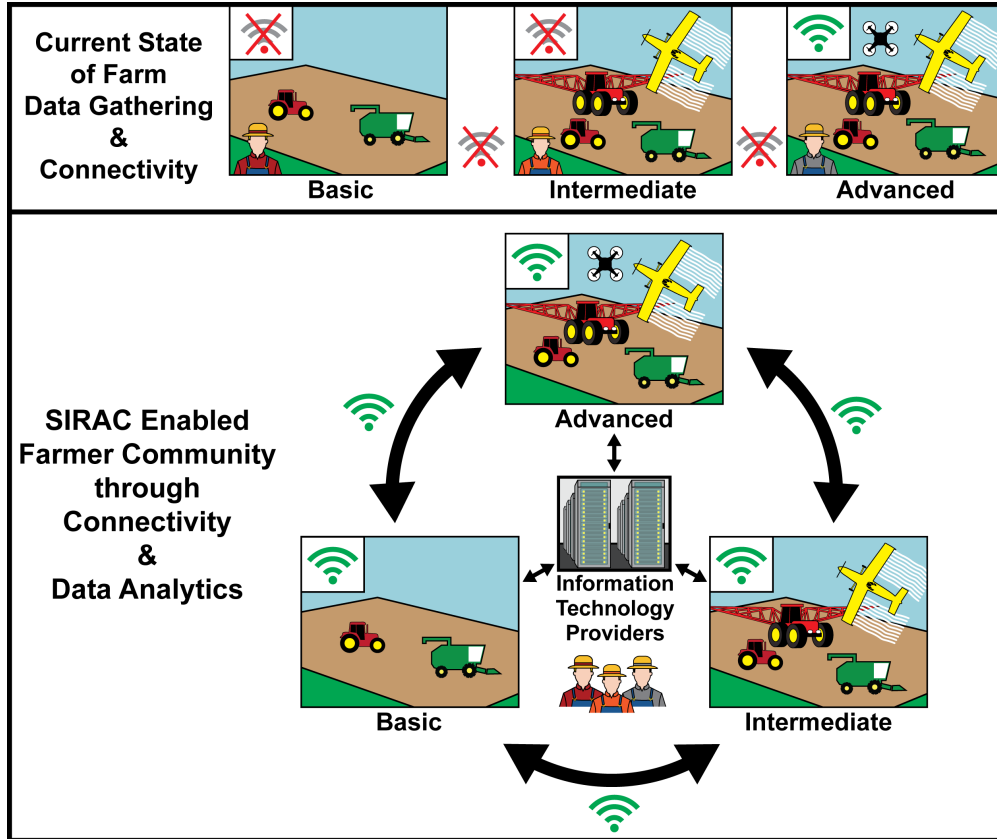 Current State
of Farm
Data Gathering
&
Connectivity
Basic
Intermediate
Advanced
SIRAC Enabled
Farmer Community
through
Connectivity
&
Data Analytics
Advanced
Information
Technology
Providers
Basic
Intermediate